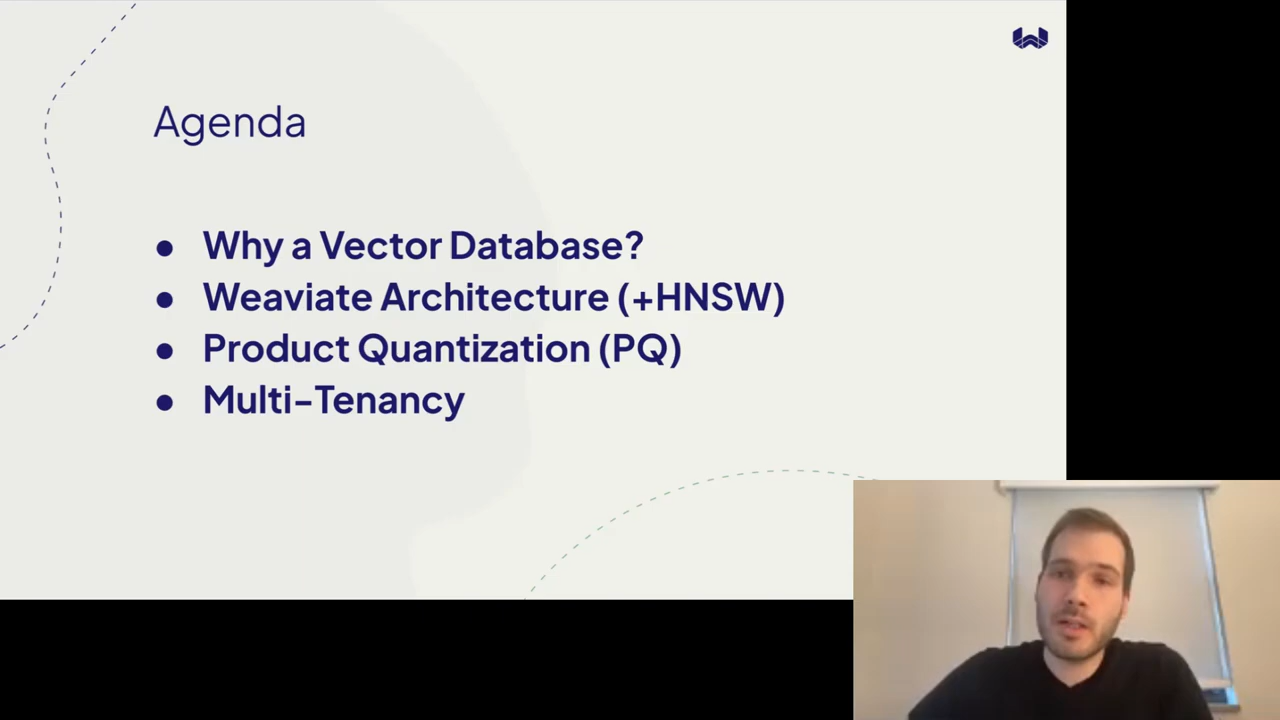 Agenda
● Why a Vector Database?
● Weaviate Architecture (+HNSW)
● Product Quantization (PQ)
● Multi-Tenancy